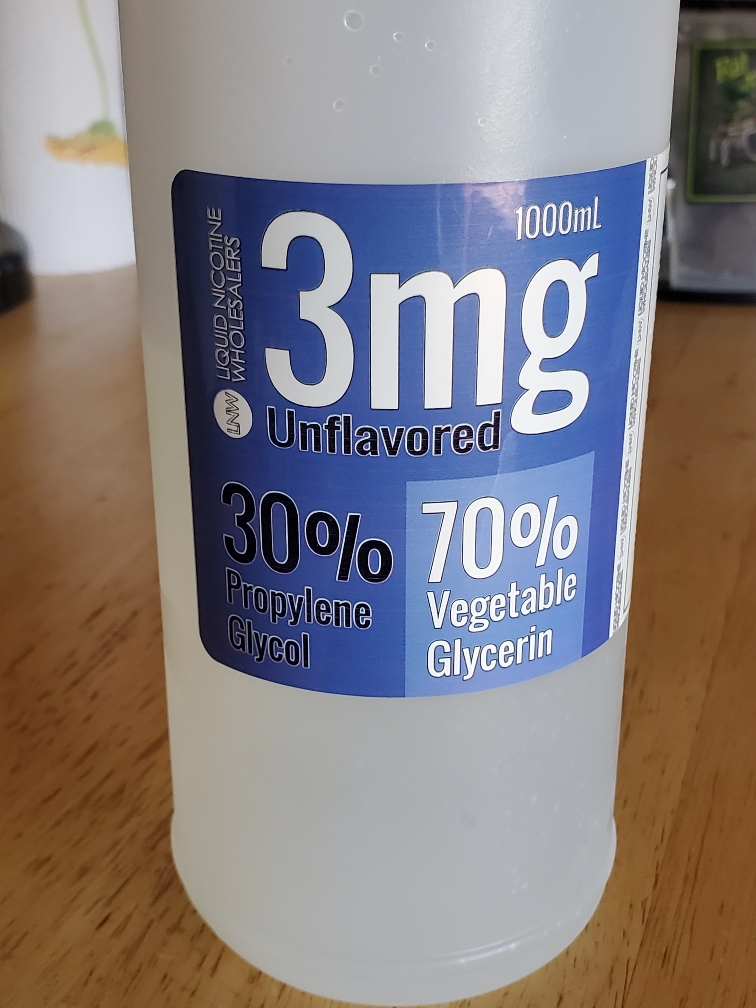 1000mL
3mg
Unflavored
LNW LIQUID NICOTINE
WHOLESALERS
30%
Propylene
Glycol
70%
Vegetable
Glycerin